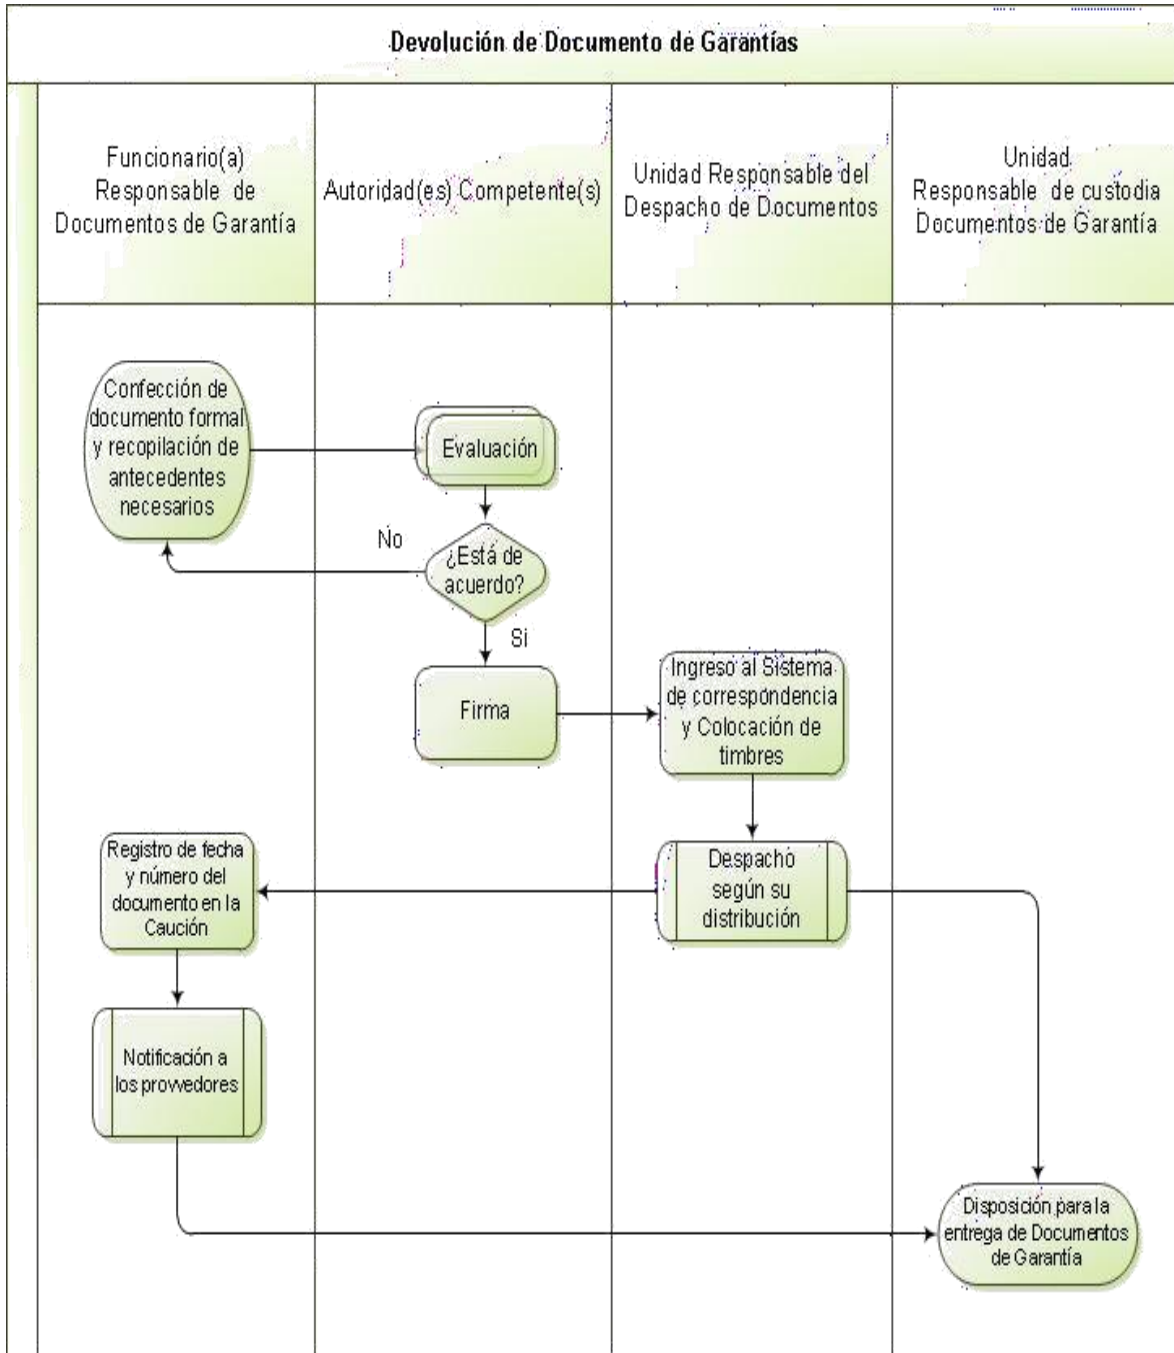 Devolución de Documento de Garantías
Funcionario(a)
Responsable de
Documentos de Garantía
Autoridad(es) Competente(s)
Unidad Responsable del
Despacho de Documentos
Unidad
Responsable de custodia
Documentos de Garantía
Confección de
documento formal
y recopilación de
antecedentes
necesarios
Evaluación
No
¿Está de
acuerdo?
Si
Firma
Ingreso al Sistema
de correspondencia
y Colocación de
timbres
Registro de fecha
y número del
documento en la
Caución
Despacho
según su
distribución
Notificación a
los provvedores
Disposición para la
entrega de Documentos
de Garantía